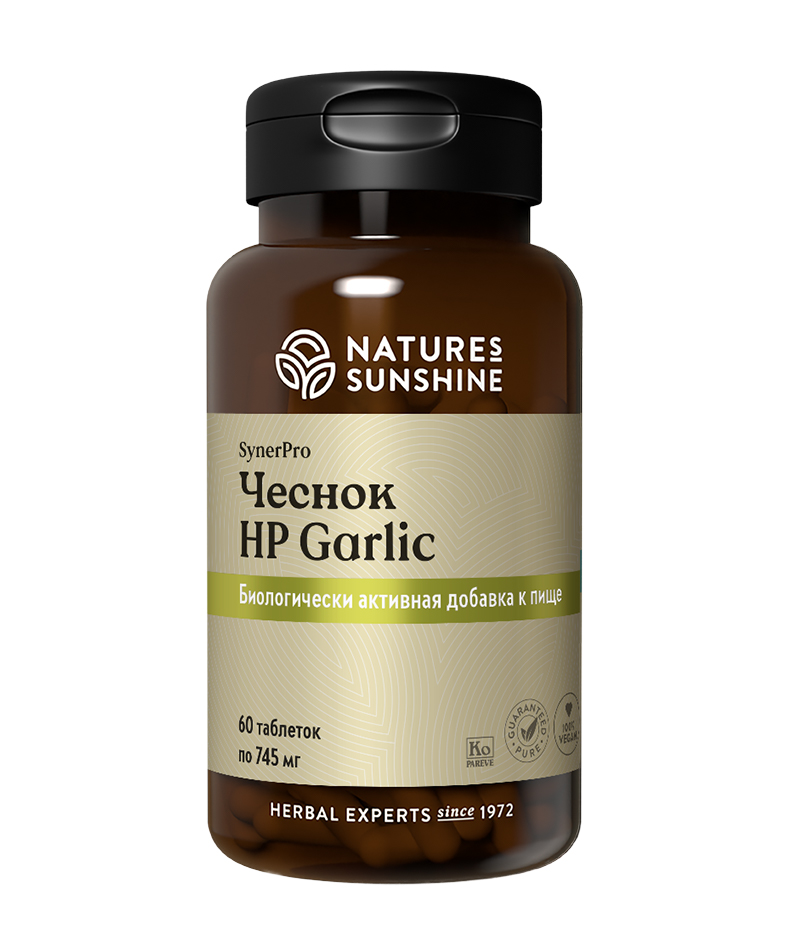 NATURES
SUNSHINE
SynerPro
Чеснок
HP Garlic
Биологически активная добавка к пище
60 таблеток
по 745 мг
Ko
PAREVE
GUARANTEED
PURE
100%
VEGAN
HERBAL EXPERTS since 1972